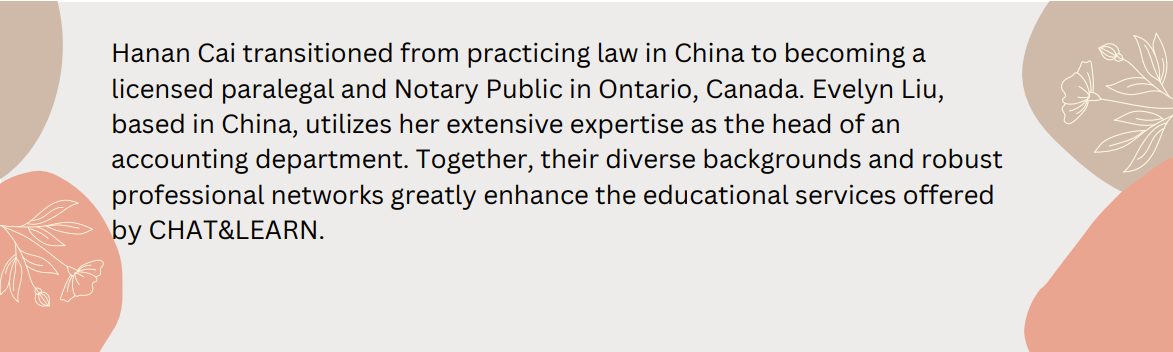 Hanan Cai transitioned from practicing law in China to becoming a
licensed paralegal and Notary Public in Ontario, Canada. Evelyn Liu,
based in China, utilizes her extensive expertise as the head of an
accounting department. Together, their diverse backgrounds and robust
professional networks greatly enhance the educational services offered
by CHAT&LEARN.